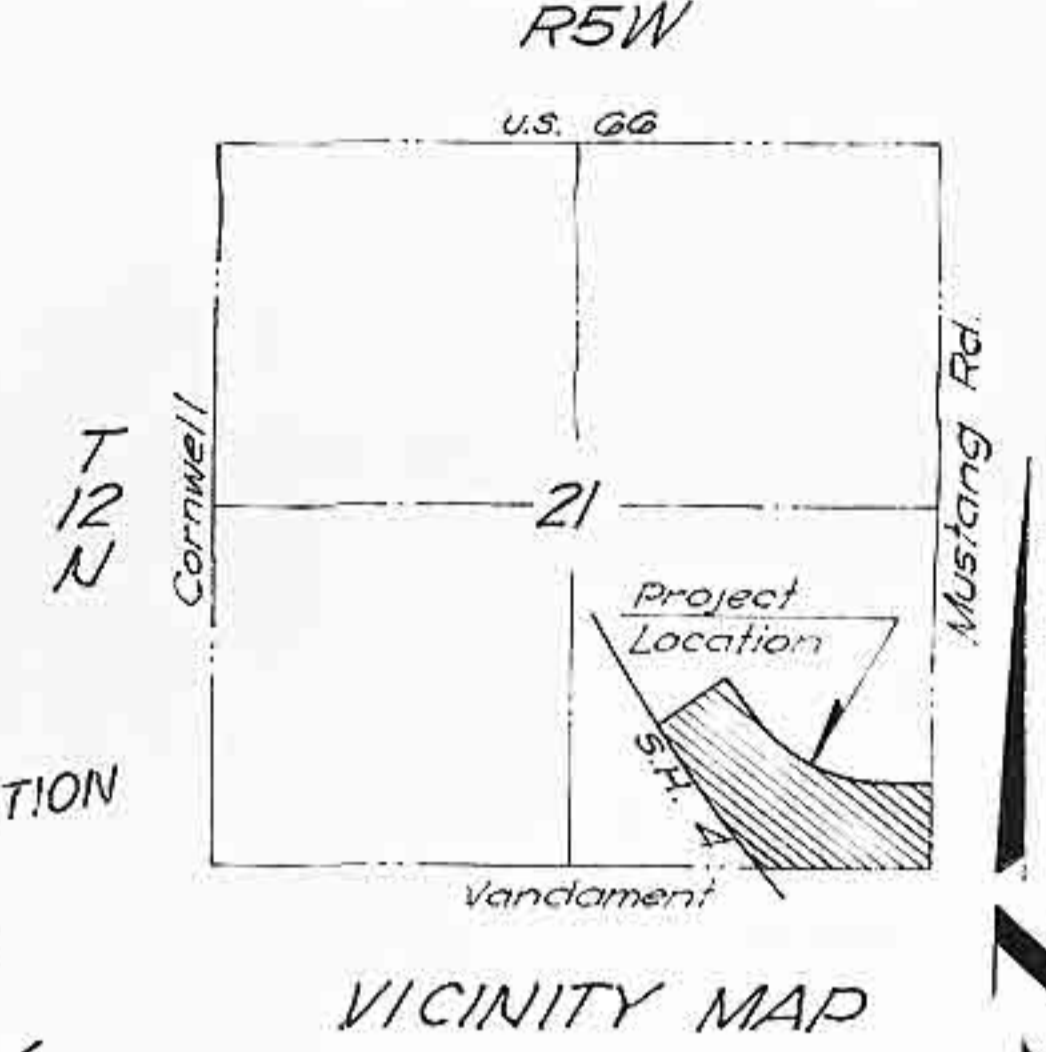 R5W
U.S. 66
T
12
N
Cornwell
Mustang Rd.
21
Project
Location
S.H. 4
TION
Vandament
VICINITY MAP
N